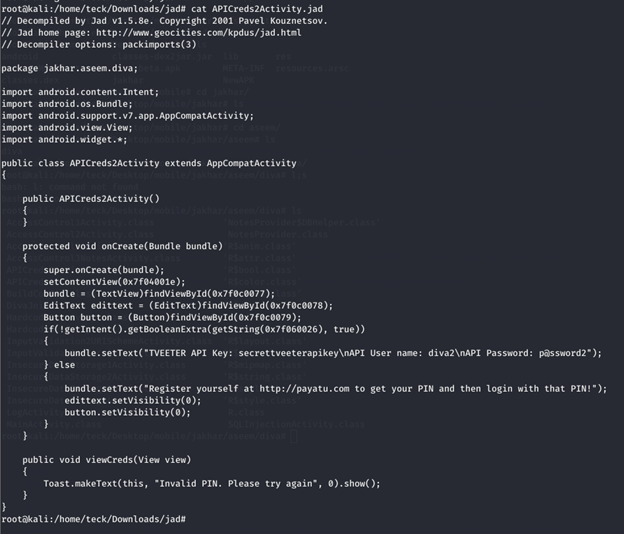 root@kali:/home/teck/Downloads/jad# cat APICreds2Activity.jad
// Decompiled by Jad v1.5.8e. Copyright 2001 Pavel Kouznetsov.
// Jad home page: http://www.geocities.com/kpdus/jad.html
// Decompiler options: packimports(3)
package jakhar.aseem.diva;
import android.content.Intent;
import android.os.Bundle;
import android.support.v7.app.AppCompatActivity;
import android.view.View;
import android.widget.*;
public class APICreds2Activity extends AppCompatActivity
{
public APICreds2Activity()
{
}
protected void onCreate(Bundle bundle)
{
super.onCreate(bundle);
setContentView(0x7f04001e);
bundle = (TextView)findViewById(0x7f0c0077);
EditText edittext = (EditText)findViewById(0x7f0c0078);
Button button = (Button)findViewById(0x7f0c0079);
if(!getIntent().getBooleanExtra(getString(0x7f060026), true))
{
bundle.setText("TVEETER API Key: secrettveeterapikey\nAPI User name: diva2\nAPI Password: p@ssword2");
} else
{
bundle.setText("Register yourself at http://payatu.com to get your PIN and then login with that PIN!");
edittext.setVisibility(0);
button.setVisibility(0);
}
}
public void viewCreds(View view)
{
Toast.makeText(this, "Invalid PIN. Please try again", 0).show();
}
}
root@kali:/home/teck/Downloads/jad#